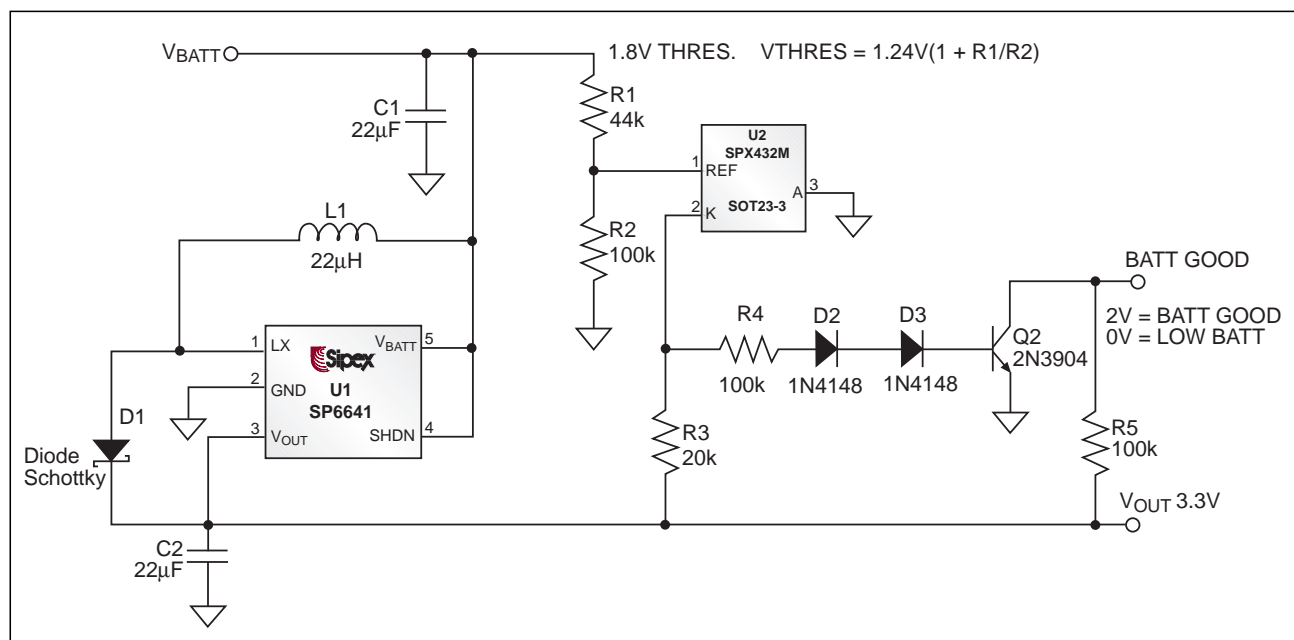 VBATT
1.8V THRES. VTHRES = 1.24V(1 + R1/R2)
C1
22μF
R1
44k
U2
SPX432M
1
REF
A
3
2
K
SOT23-3
L1
22μH
R2
100k
BATT GOOD
2V = BATT GOOD
0V = LOW BATT
R4
100k
D2
1N4148
D3
1N4148
Q2
2N3904
1
LX
Sipex
VBATT
5
2
GND
U1
SP6641
D1
3
VOUT
SHDN
4
Diode
Schottky
R3
20k
R5
100k
VOUT 3.3V
C2
22μF